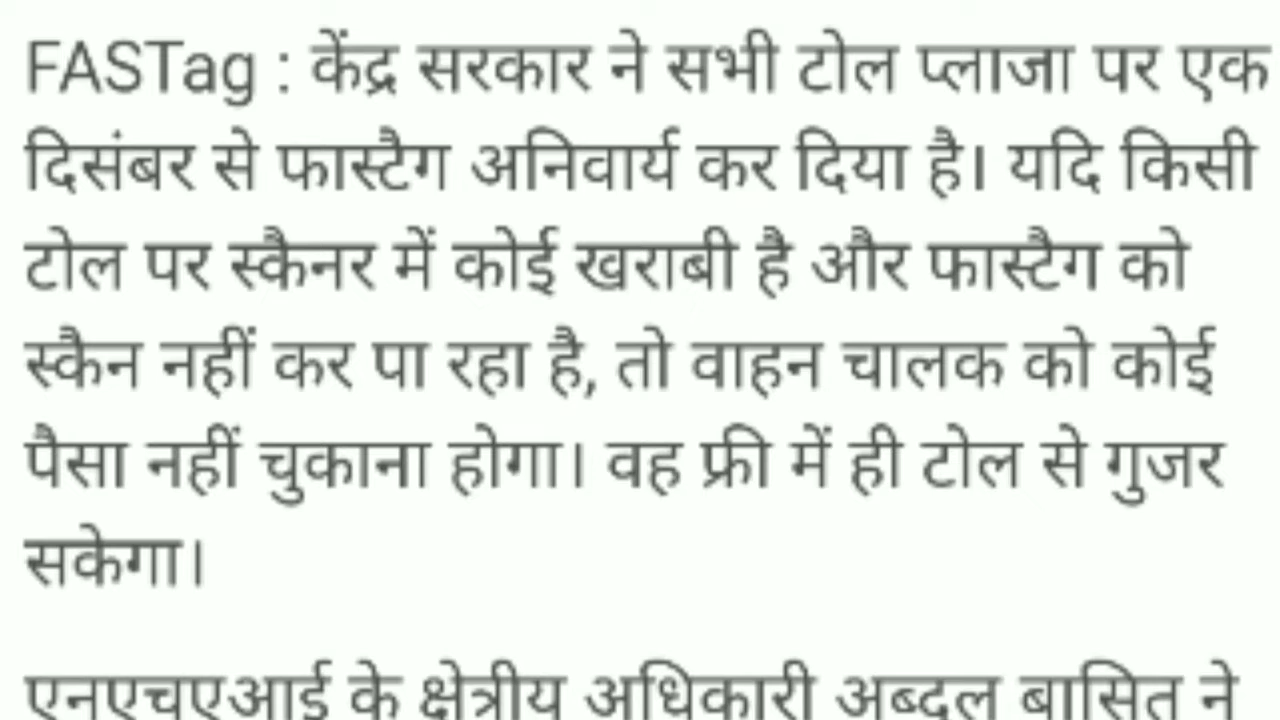 FASTag : केंद्र सरकार ने सभी टोल प्लाजा पर एक
दिसंबर से फास्टैग अनिवार्य कर दिया है। यदि किसी
टोल पर स्कैनर में कोई खराबी है और फास्टैग को
स्कैन नहीं कर पा रहा है, तो वाहन चालक को कोई
पैसा नहीं चुकाना होगा। वह फ्री में ही टोल से गुजर
सकेगा।
एनएचएआई के क्षेत्रीय अधिकारी अब्दुल बासित ने